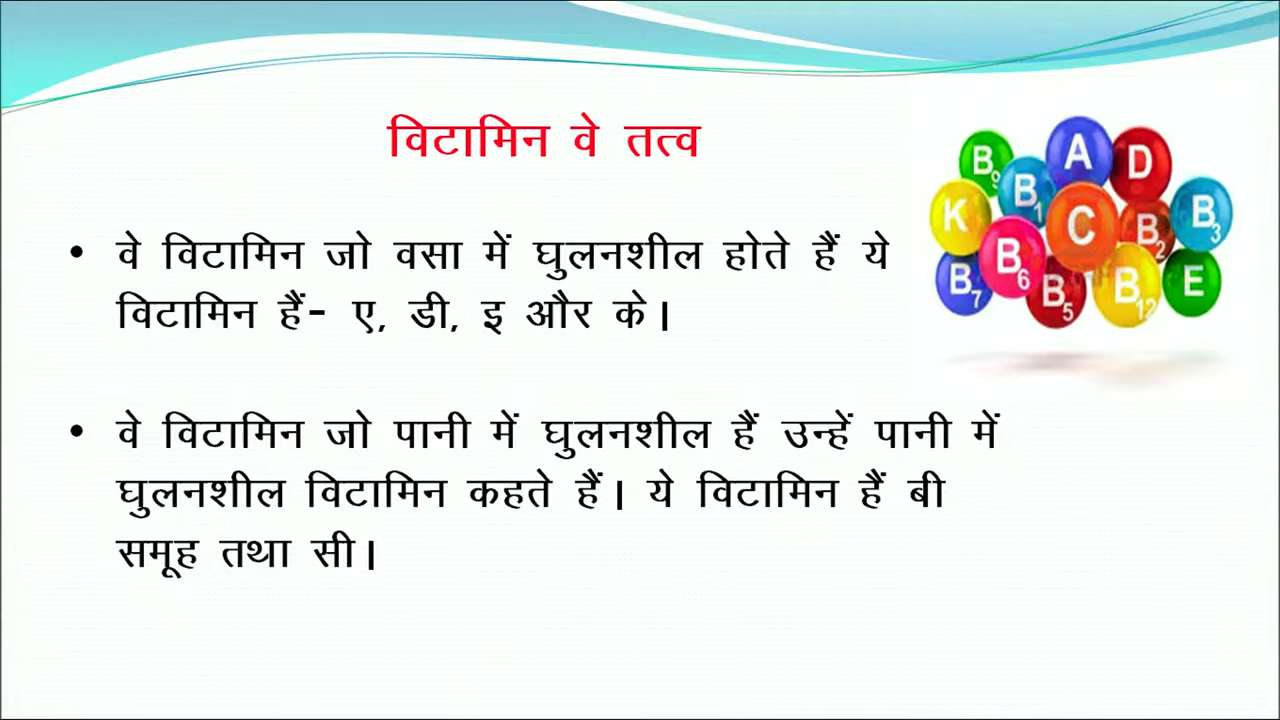 विटामिन वे तत्व
• वे विटामिन जो वसा में घुलनशील होते हैं ये
विटामिन हैं- ए, डी, इ और के।
• वे विटामिन जो पानी में घुलनशील हैं उन्हें पानी में
घुलनशील विटामिन कहते हैं। ये विटामिन हैं बी
समूह तथा सी।
B9 B1 A D
K B6 C B2 B3
B7 B5 B12 E